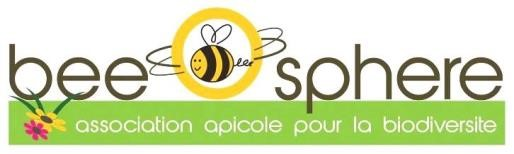 bee O sphere
association apicole pour la biodiversite